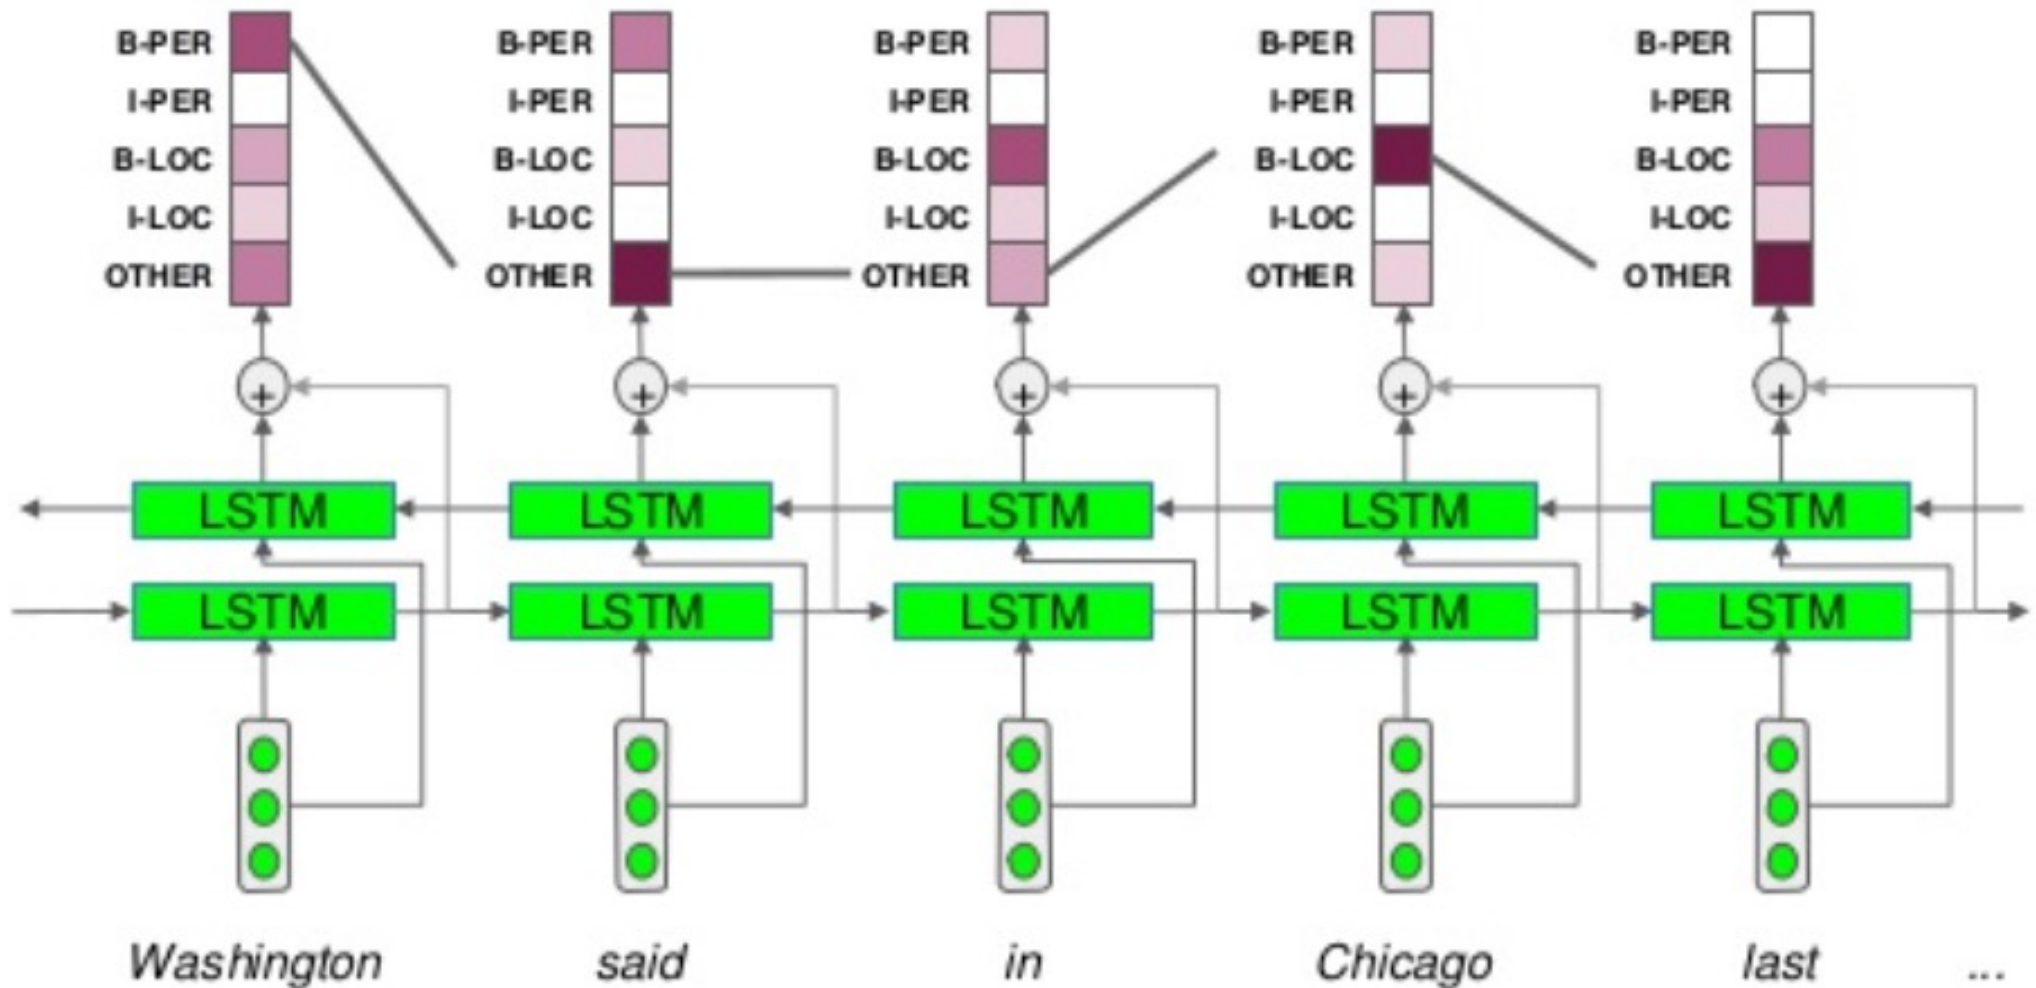 B-PER B-PER B-PER B-PER B-PER
I-PER I-PER I-PER I-PER I-PER
B-LOC B-LOC B-LOC B-LOC B-LOC
I-LOC I-LOC I-LOC I-LOC I-LOC
OTHER OTHER OTHER OTHER OTHER
+ + + + +
LSTM LSTM LSTM LSTM LSTM
LSTM LSTM LSTM LSTM LSTM
Washington said in Chicago last ...